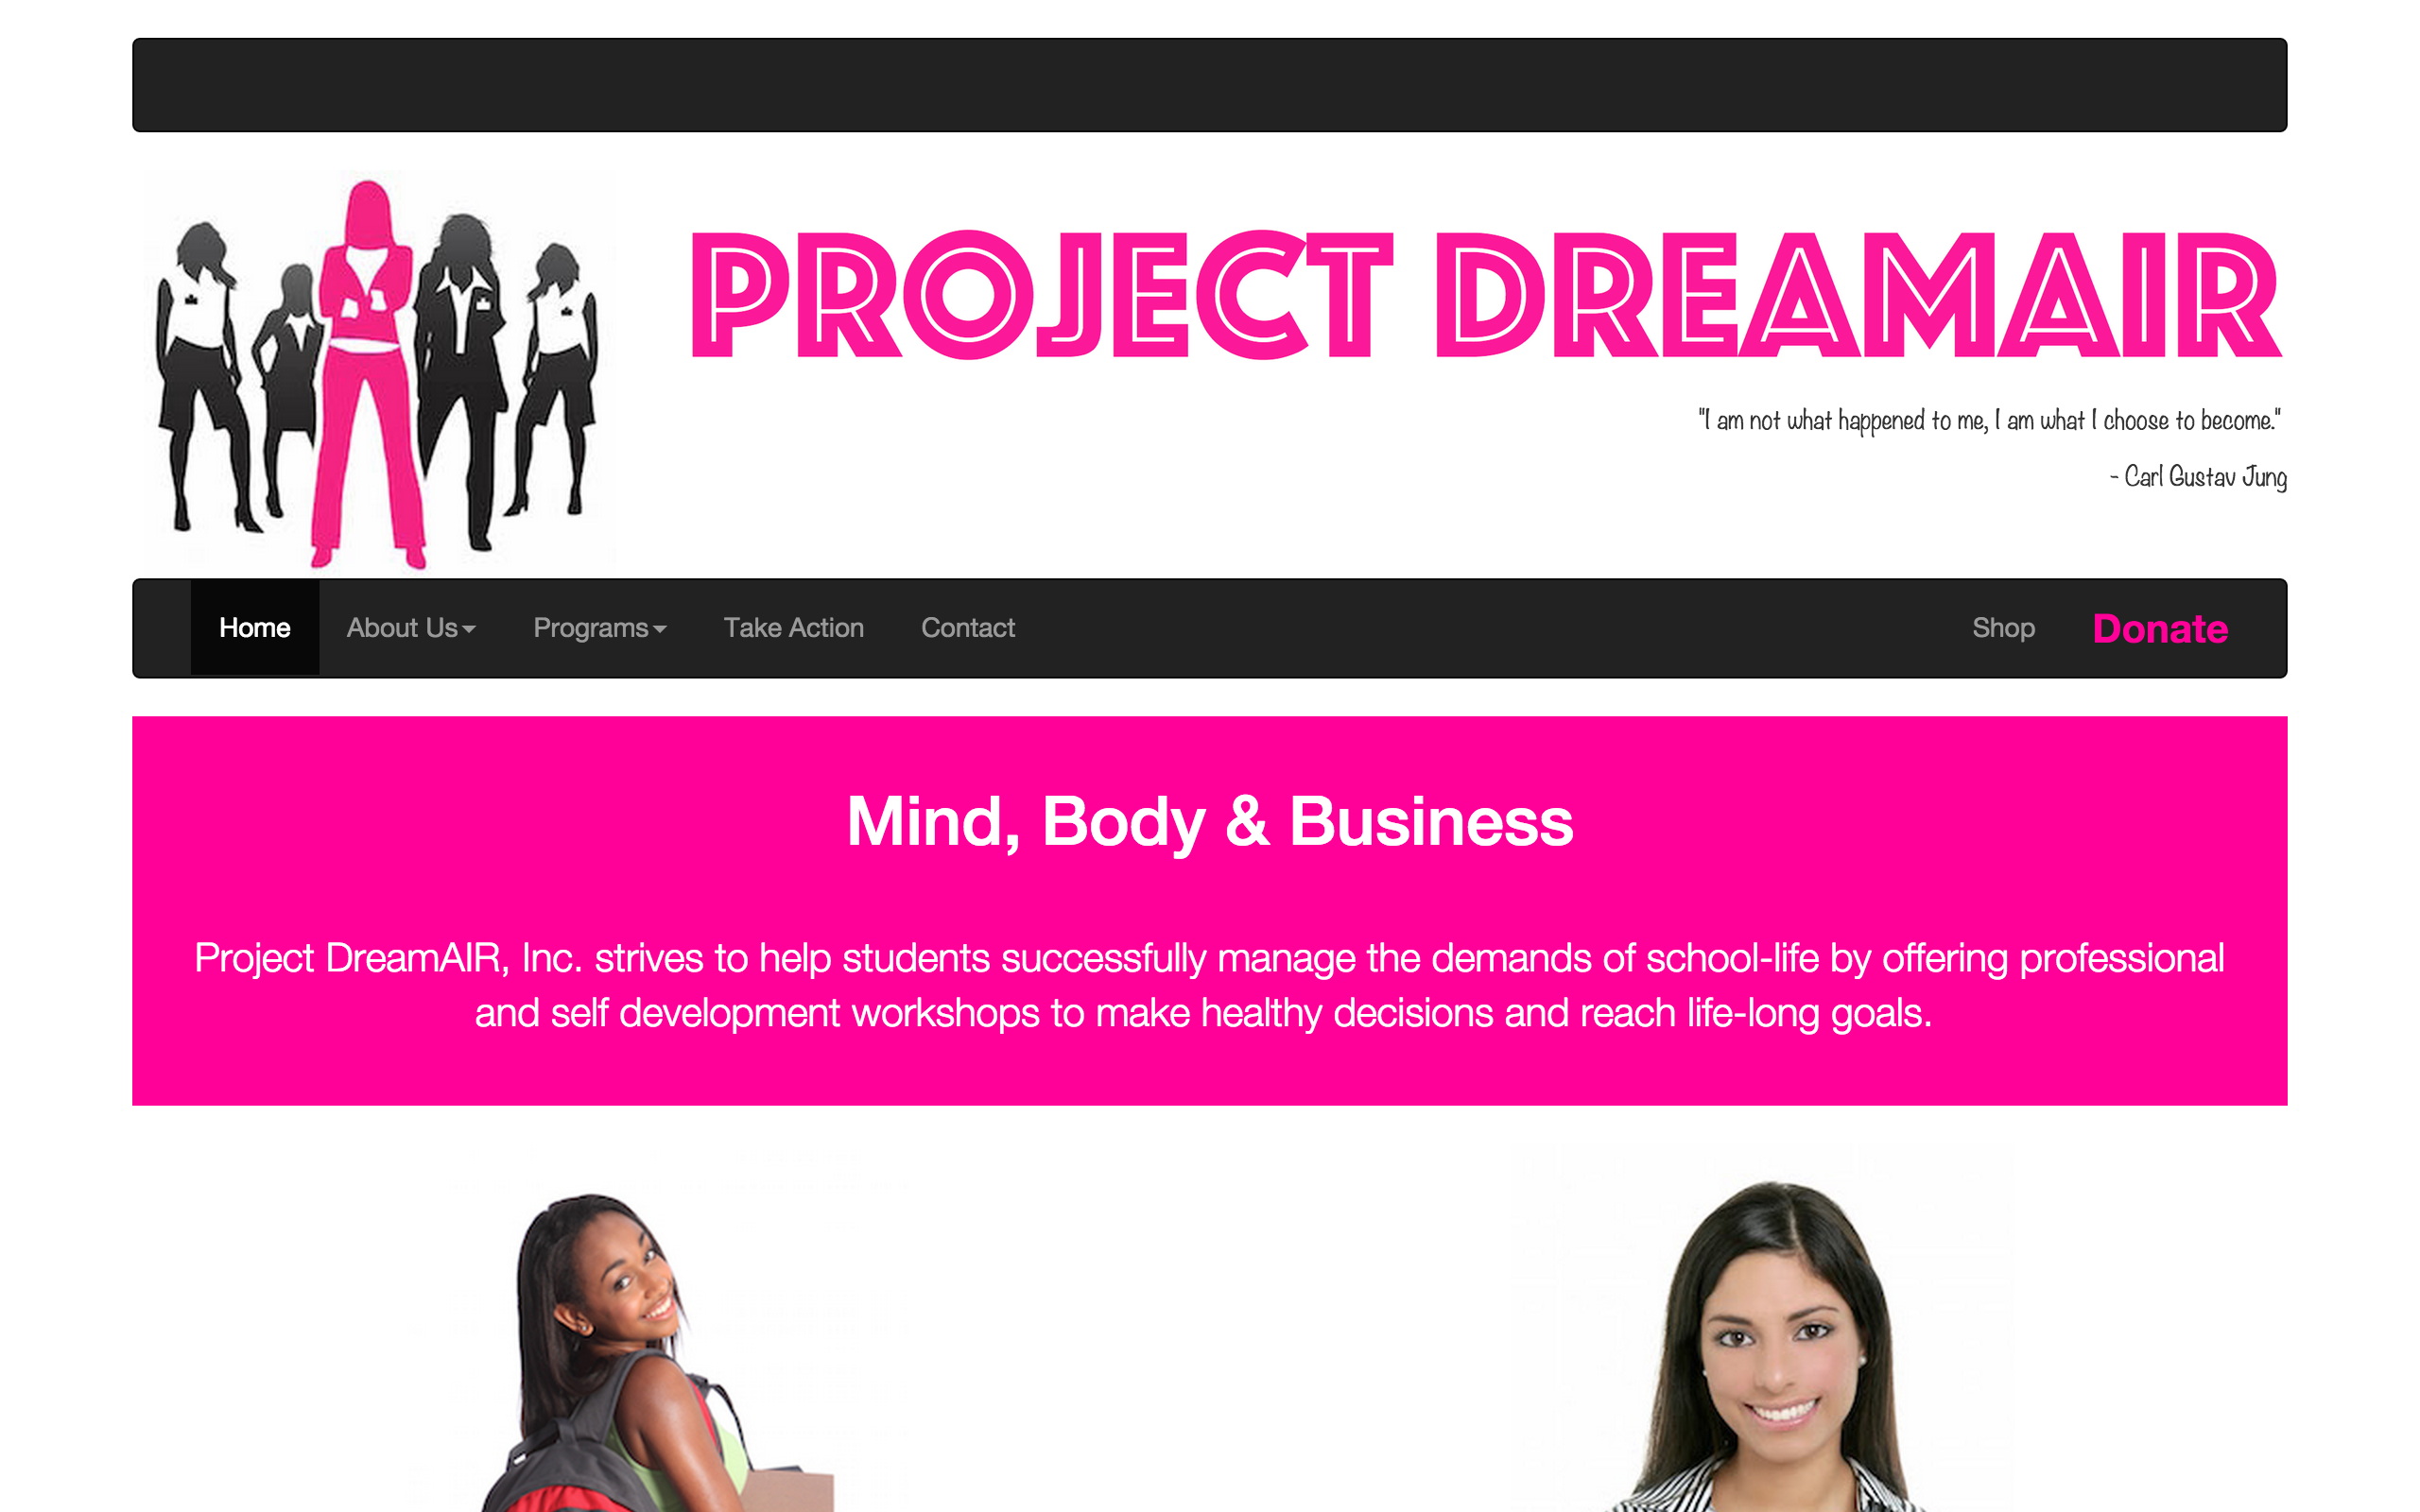 PROJECT DREAMAIR
"I am not what happened to me, I am what I choose to become."
- Carl Gustav Jung
Home About Us Programs Take Action Contact Shop Donate
Mind, Body & Business
Project DreamAIR, Inc. strives to help students successfully manage the demands of school-life by offering professional
and self development workshops to make healthy decisions and reach life-long goals.